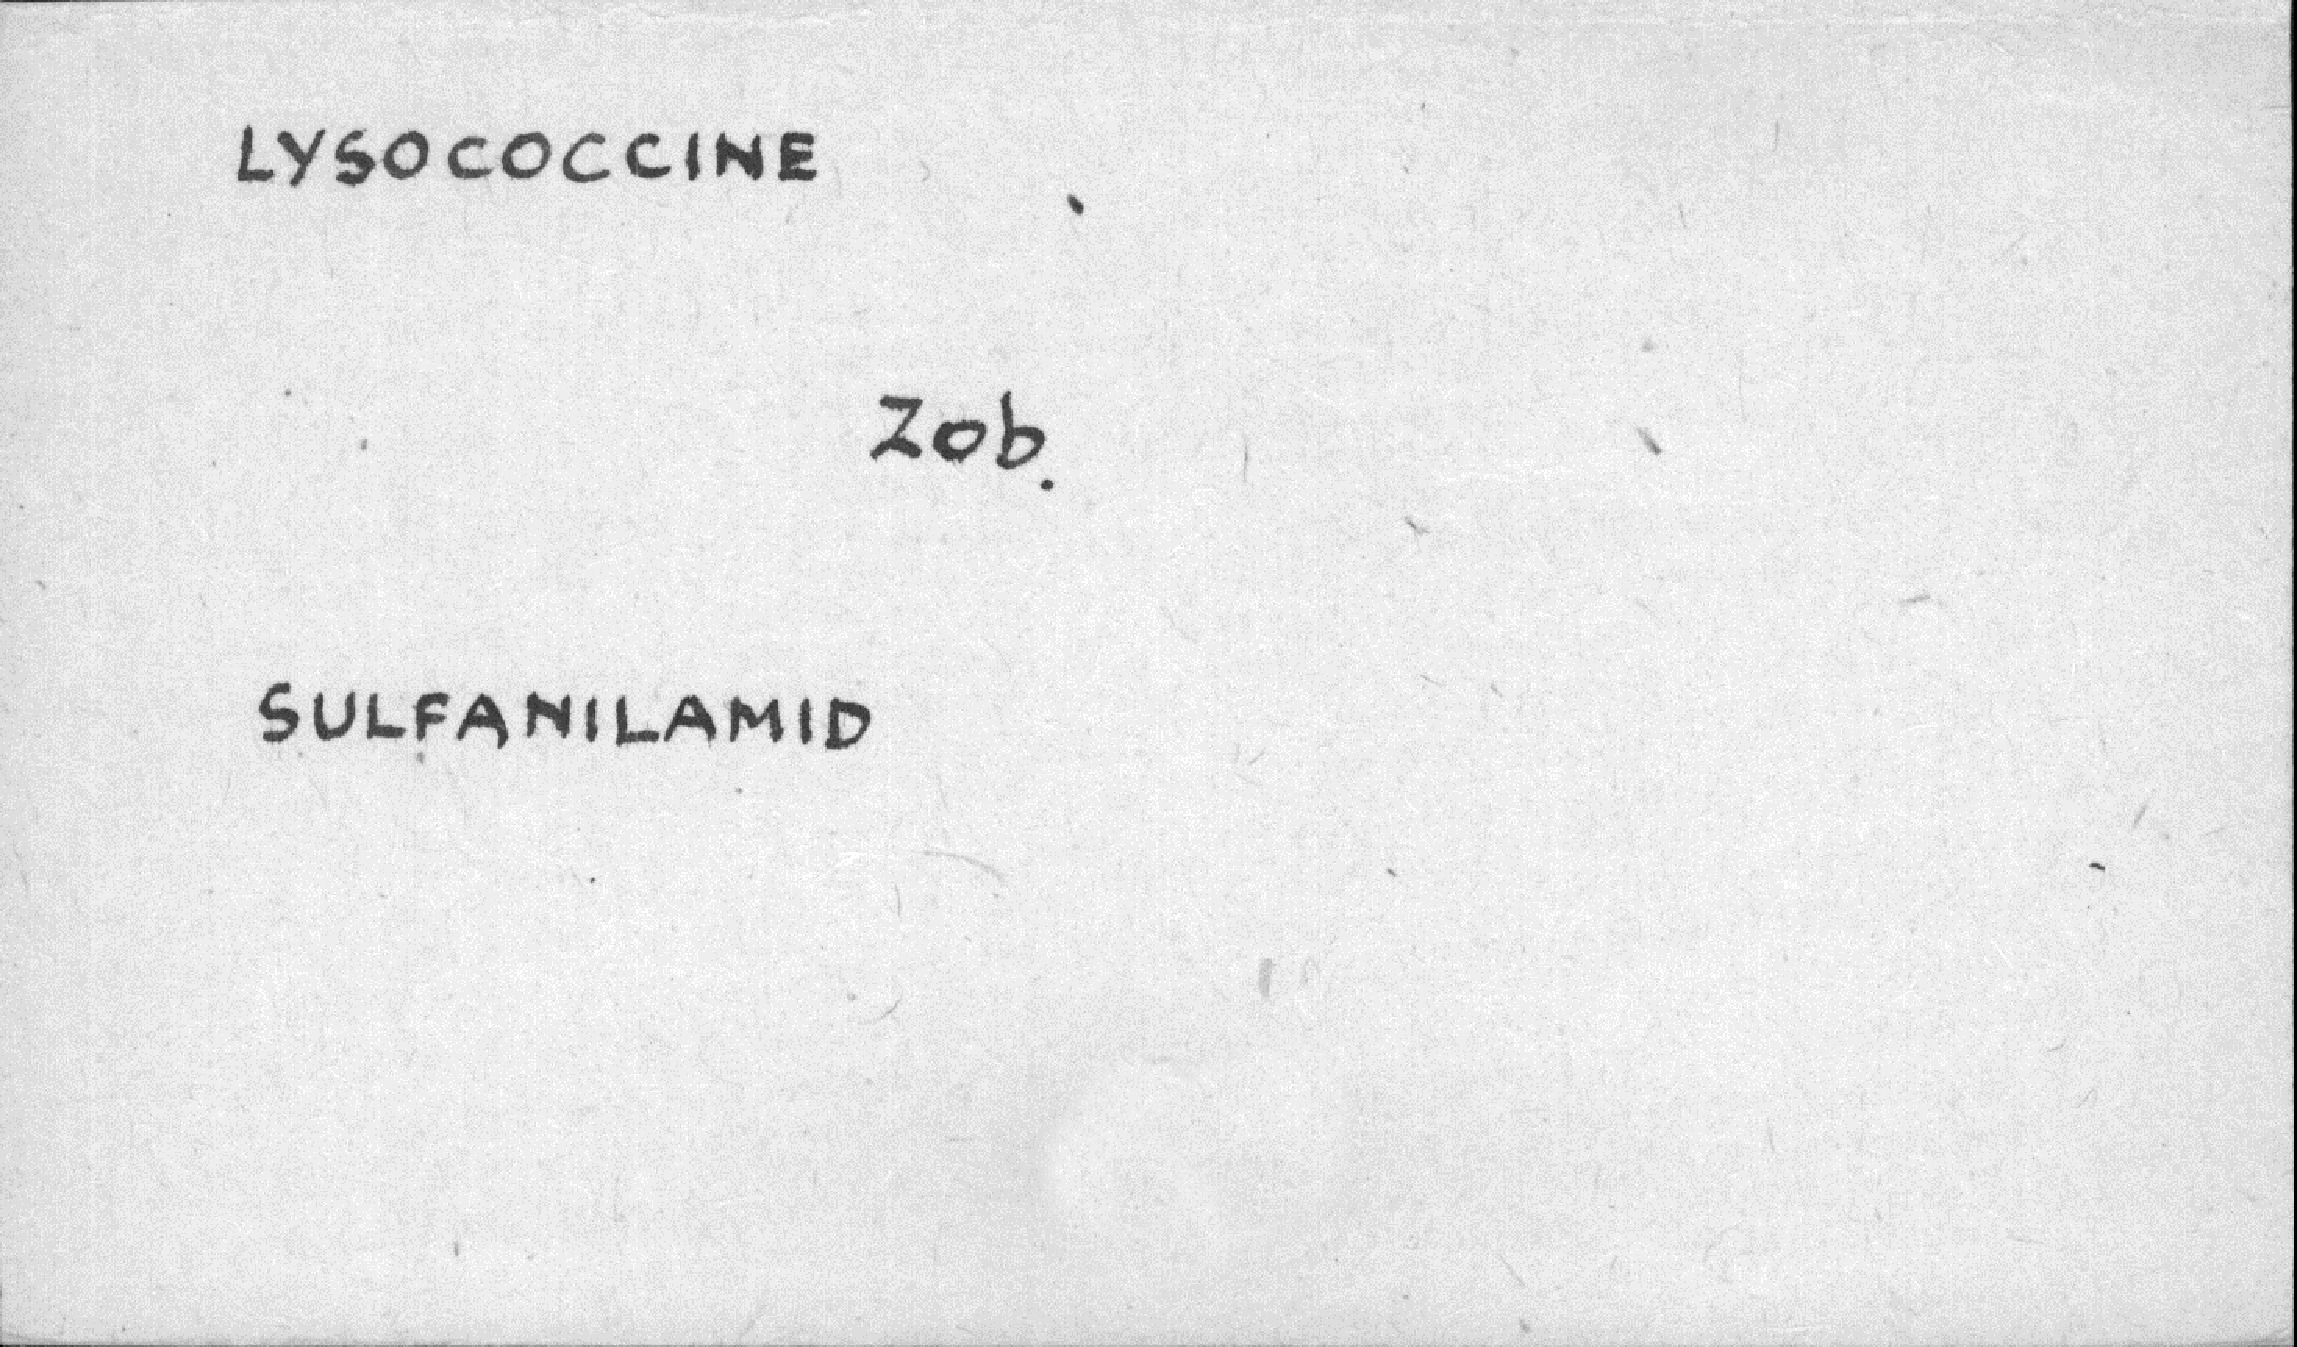 LYSOCOCCINE
Zob.
SULFANILAMID